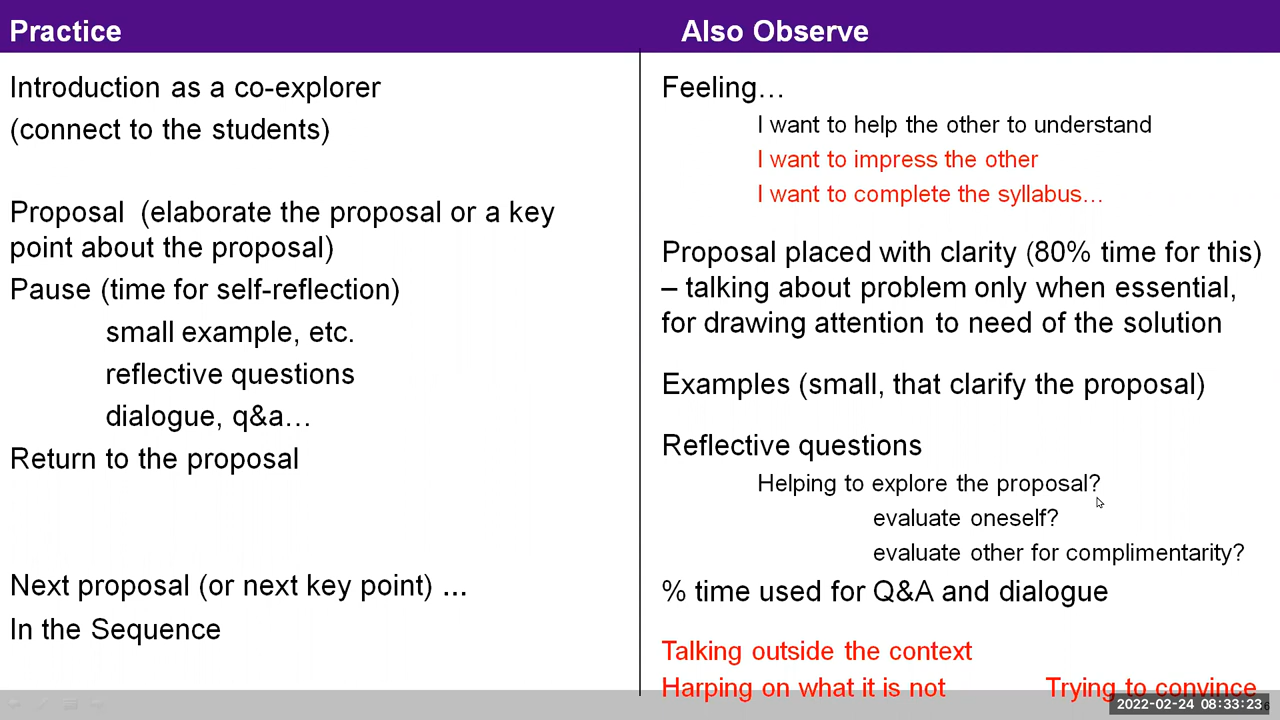 Practice
Introduction as a co-explorer
(connect to the students)
Proposal (elaborate the proposal or a key
point about the proposal)
Pause (time for self-reflection)
small example, etc.
reflective questions
dialogue, q&a…
Return to the proposal
Next proposal (or next key point) ...
In the Sequence
Also Observe
Feeling…
I want to help the other to understand
I want to impress the other
I want to complete the syllabus…
Proposal placed with clarity (80% time for this)
– talking about problem only when essential,
for drawing attention to need of the solution
Examples (small, that clarify the proposal)
Reflective questions
Helping to explore the proposal?
evaluate oneself?
evaluate other for complimentarity?
% time used for Q&A and dialogue
Talking outside the context
Harping on what it is not Trying to convince
2022-02-24 08:33:23